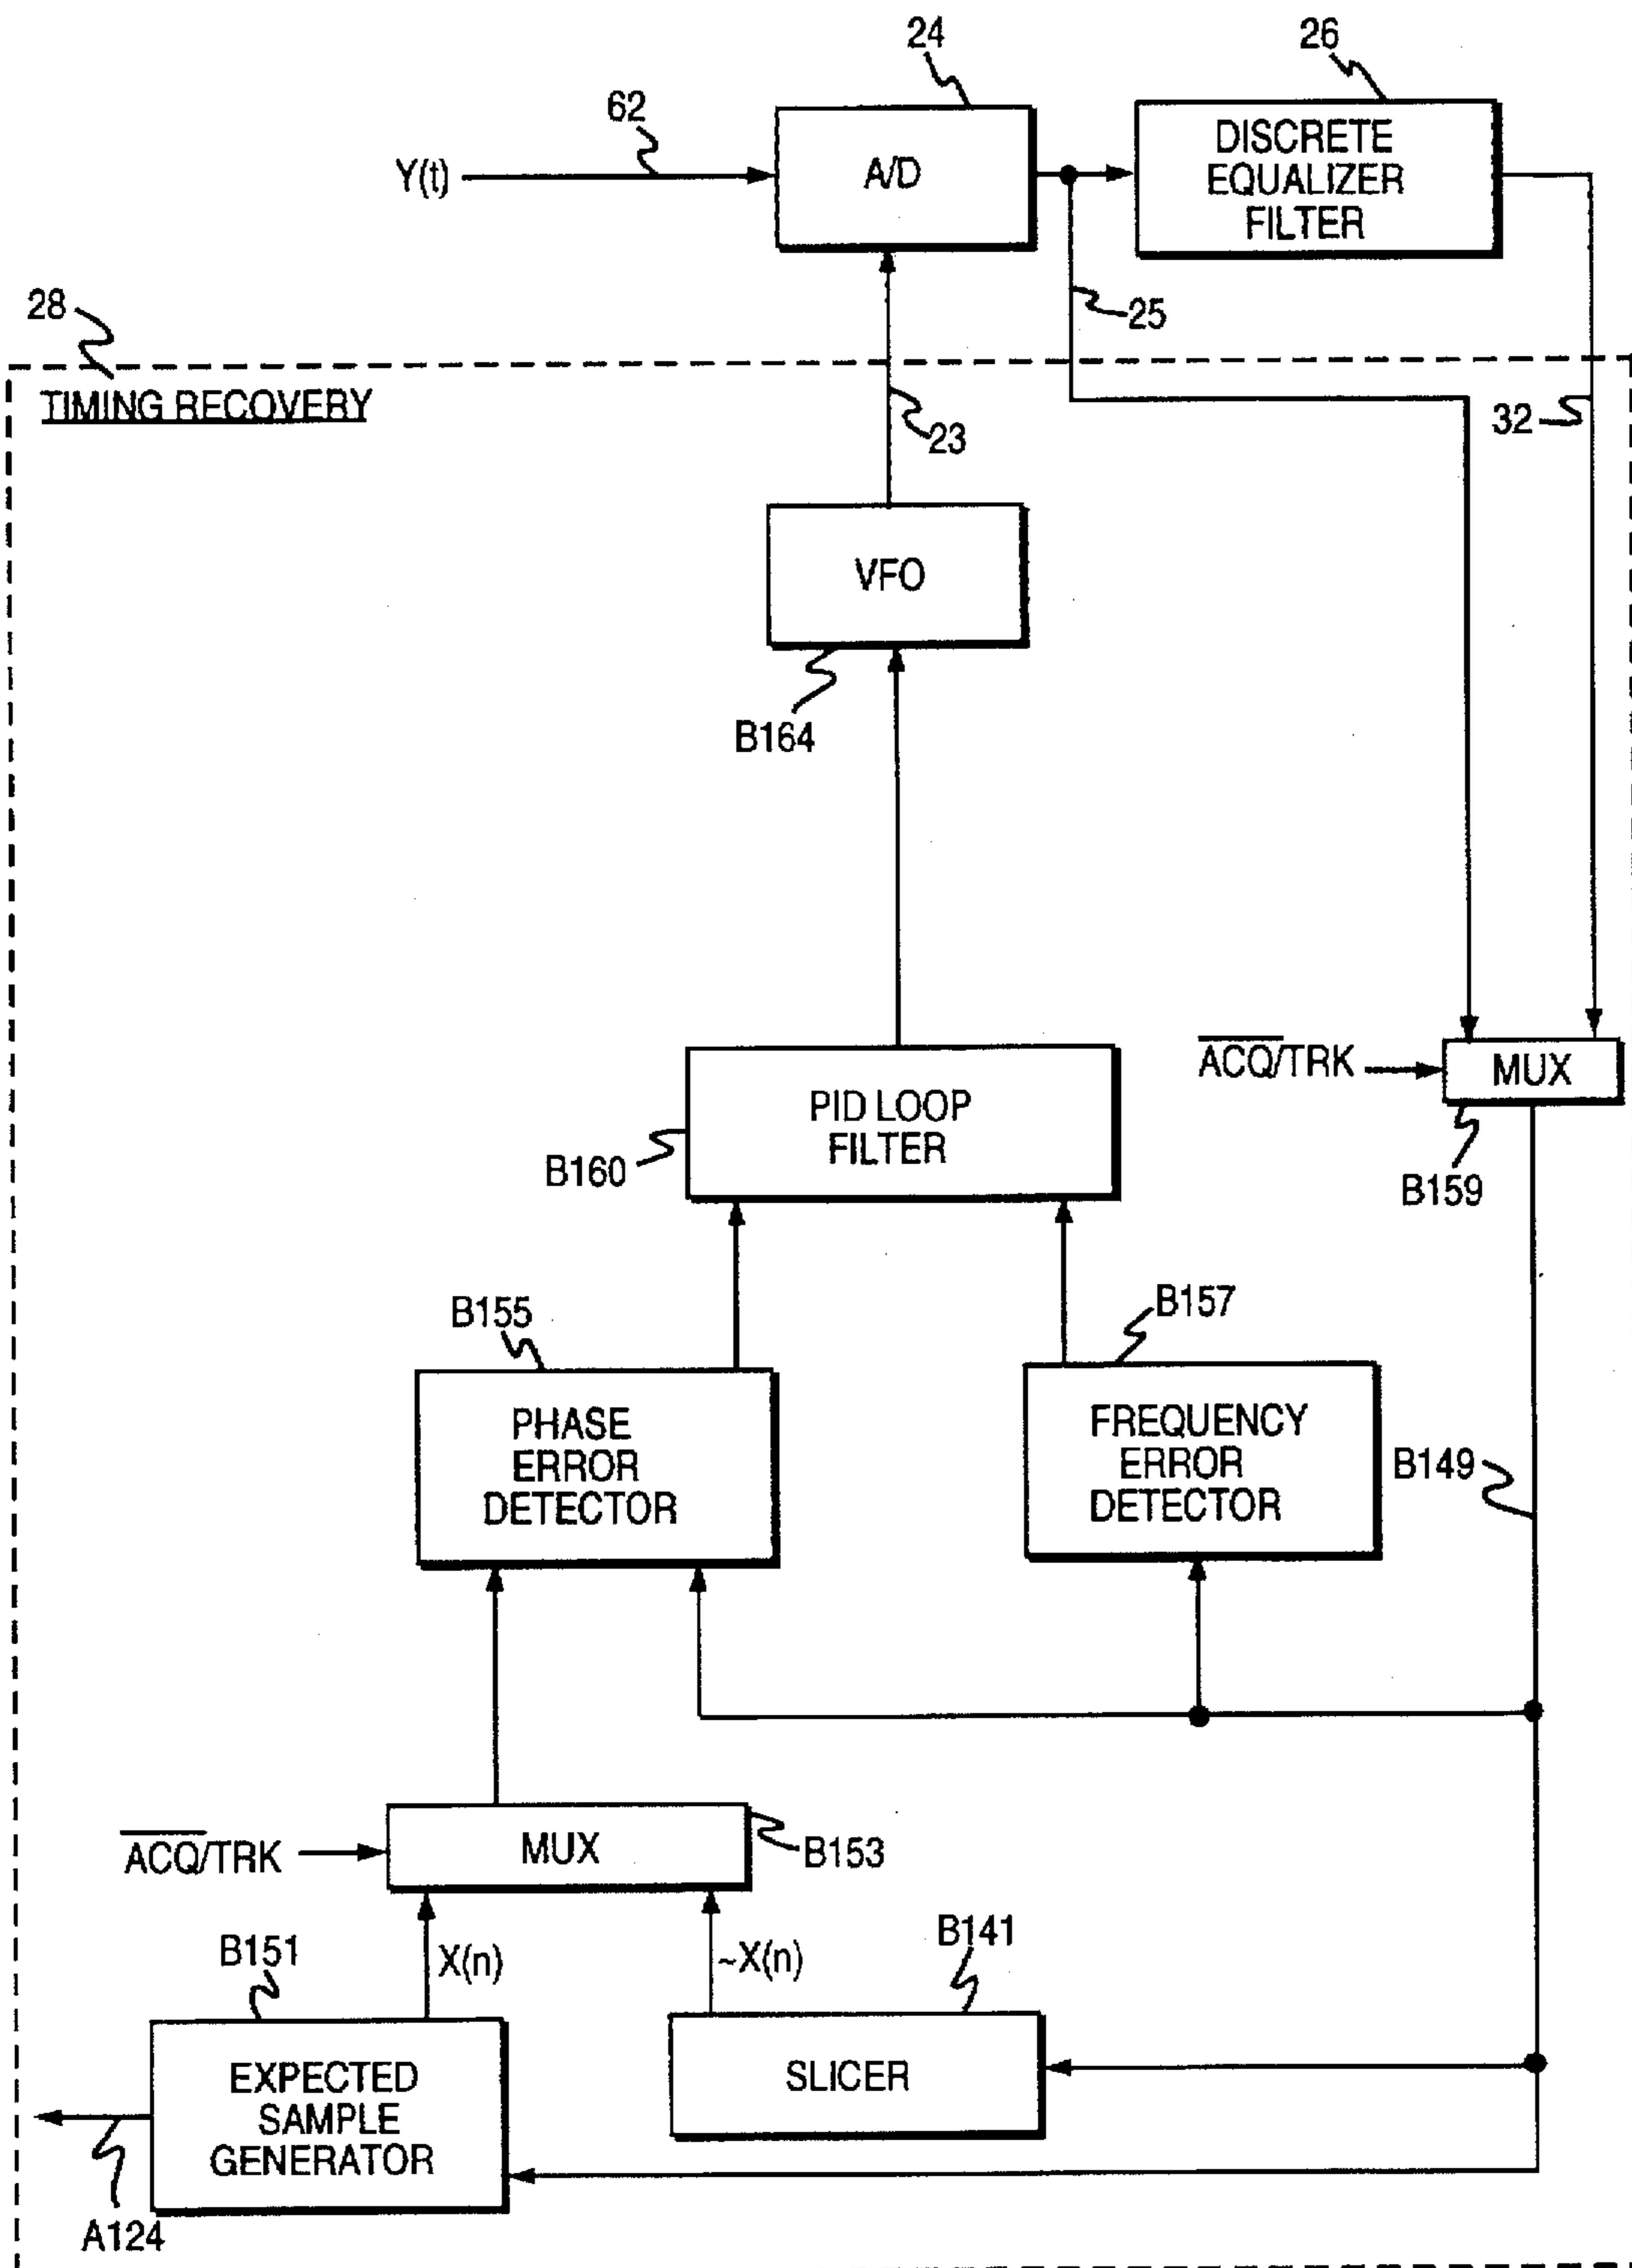 24
26
62
Y(t)
A/D
DISCRETE
EQUALIZER
FILTER
28
25
TIMING RECOVERY
32
23
VFO
B164
ACQ/TRK
MUX
PID LOOP
FILTER
B160
B159
B155
B157
PHASE
ERROR
DETECTOR
FREQUENCY
ERROR
DETECTOR
B149
ACQ/TRK
MUX
B153
B151
X(n)
~X(n)
B141
EXPECTED
SAMPLE
GENERATOR
SLICER
A124